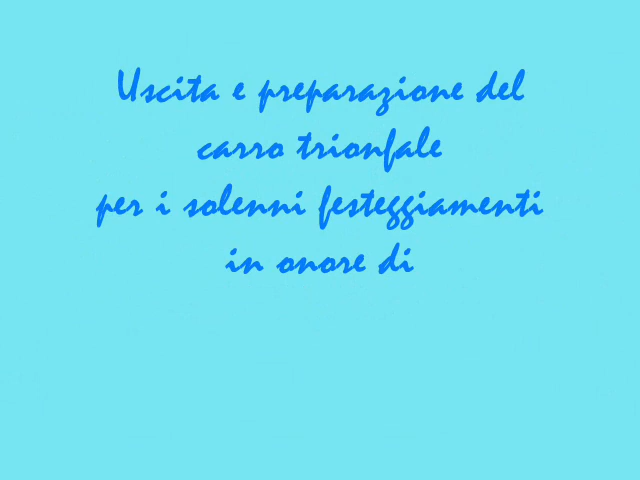 Uscita e preparazione del
carro trionfale
per i solenni festeggiamenti
in onore di